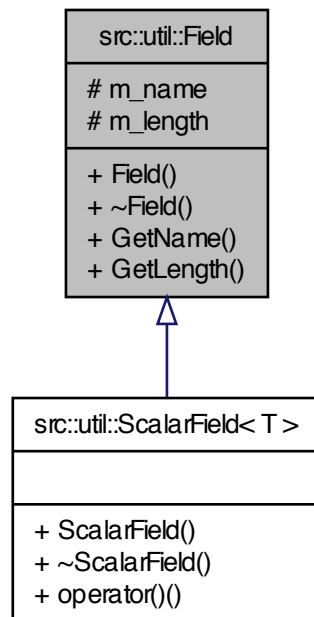 src::util::Field
# m_name
# m_length
+ Field()
+ ~Field()
+ GetName()
+ GetLength()
src::util::ScalarField< T >
+ ScalarField()
+ ~ScalarField()
+ operator()()